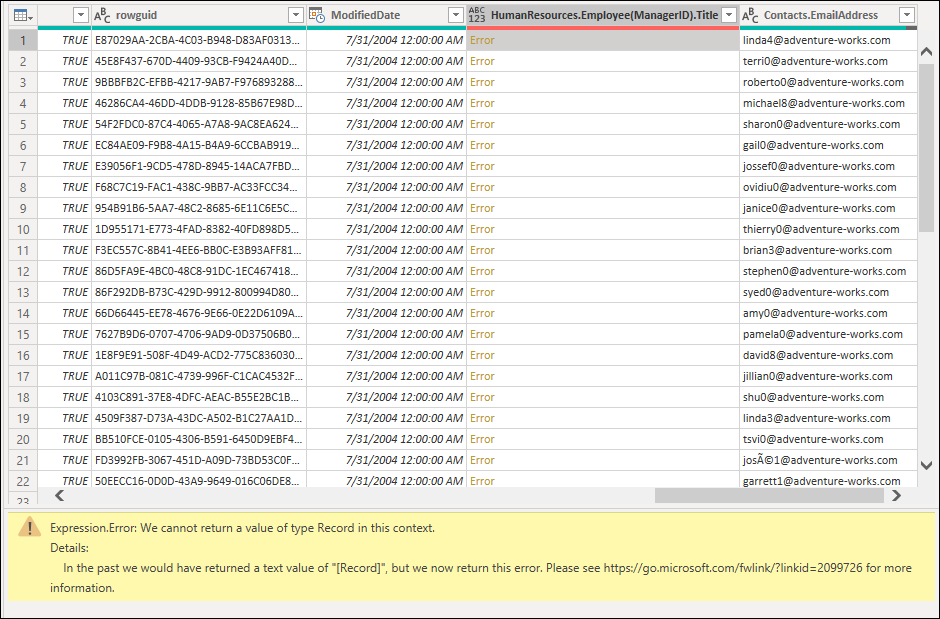 ABC rowguid ModifiedDate ABC 123 HumanResources.Employee(ManagerID).Title ABC Contacts.EmailAddress
1 TRUE E87029AA-2CBA-4C03-B948-D83AF0313... 7/31/2004 12:00:00 AM Error linda4@adventure-works.com
2 TRUE 45E8F437-670D-4409-93CB-F9424A40D... 7/31/2004 12:00:00 AM Error terri0@adventure-works.com
3 TRUE 9BBBFB2C-EFBB-4217-9AB7-F976893288... 7/31/2004 12:00:00 AM Error roberto0@adventure-works.com
4 TRUE 46286CA4-46DD-4DDB-9128-85B67E98D... 7/31/2004 12:00:00 AM Error michael8@adventure-works.com
5 TRUE 54F2FDC0-87C4-4065-A7A8-9AC8EA624... 7/31/2004 12:00:00 AM Error sharon0@adventure-works.com
6 TRUE EC84AE09-F9B8-4A15-B4A9-6CCBAB919... 7/31/2004 12:00:00 AM Error gail0@adventure-works.com
7 TRUE E39056F1-9CD5-478D-8945-14ACA7FBD... 7/31/2004 12:00:00 AM Error jossef0@adventure-works.com
8 TRUE F68C7C19-FAC1-438C-9BB7-AC33FCC34... 7/31/2004 12:00:00 AM Error ovidiu0@adventure-works.com
9 TRUE 954B91B6-5AA7-48C2-8685-6E11C6E5C... 7/31/2004 12:00:00 AM Error janice0@adventure-works.com
10 TRUE 1D955171-E773-4FAD-8382-40FD898D5... 7/31/2004 12:00:00 AM Error thierry0@adventure-works.com
11 TRUE F3EC557C-8B41-4EE6-BB0C-E3B93AFF81... 7/31/2004 12:00:00 AM Error brian3@adventure-works.com
12 TRUE 86D5FA9E-4BC0-48C8-91DC-1EC467418... 7/31/2004 12:00:00 AM Error stephen0@adventure-works.com
13 TRUE 86F292DB-B73C-429D-9912-800994D80... 7/31/2004 12:00:00 AM Error syed0@adventure-works.com
14 TRUE 66D66445-EE78-4676-9E66-0E22D6109A... 7/31/2004 12:00:00 AM Error amy0@adventure-works.com
15 TRUE 7627B9D6-0707-4706-9AD9-0D37506B0... 7/31/2004 12:00:00 AM Error pamela0@adventure-works.com
16 TRUE 1E8F9E91-508F-4D49-ACD2-775C836030... 7/31/2004 12:00:00 AM Error david8@adventure-works.com
17 TRUE A011C97B-081C-4739-996F-C1CAC4532F... 7/31/2004 12:00:00 AM Error jillian0@adventure-works.com
18 TRUE 4103C891-37E8-4DFC-AEAC-B55E2BC1B... 7/31/2004 12:00:00 AM Error shu0@adventure-works.com
19 TRUE 4509F387-D73A-43DC-A502-B1C27AA1D... 7/31/2004 12:00:00 AM Error linda3@adventure-works.com
20 TRUE BB510FCE-0105-4306-B591-6450D9EBF4... 7/31/2004 12:00:00 AM Error tsvi0@adventure-works.com
21 TRUE FD3992FB-3067-451D-A09D-73BD53C0F... 7/31/2004 12:00:00 AM Error josÃ©1@adventure-works.com
22 TRUE 50EECC16-0D0D-43A9-9649-016C06DE8... 7/31/2004 12:00:00 AM Error garrett1@adventure-works.com
23
Expression.Error: We cannot return a value of type Record in this context.
Details:
In the past we would have returned a text value of "[Record]", but we now return this error. Please see https://go.microsoft.com/fwlink/?linkid=2099726 for more
information.